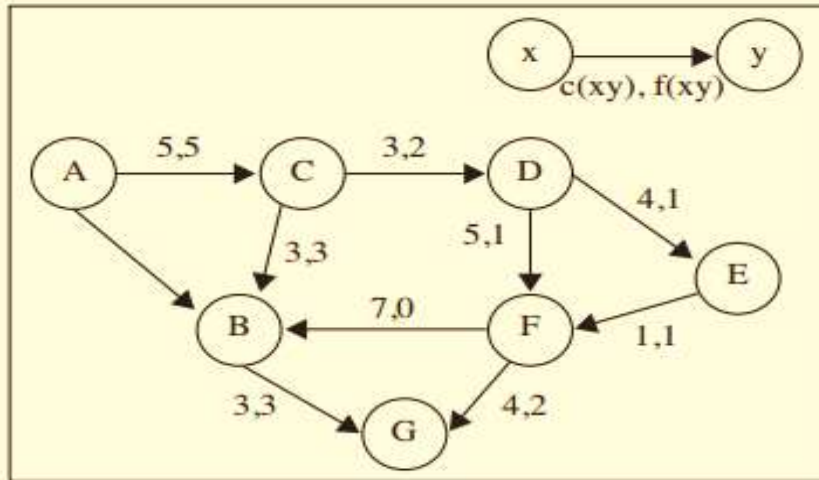 x y
c(xy), f(xy)
A 5,5 C 3,2 D
4,1
5,1
3,3
E
7,0
B F
1,1
3,3 4,2
G